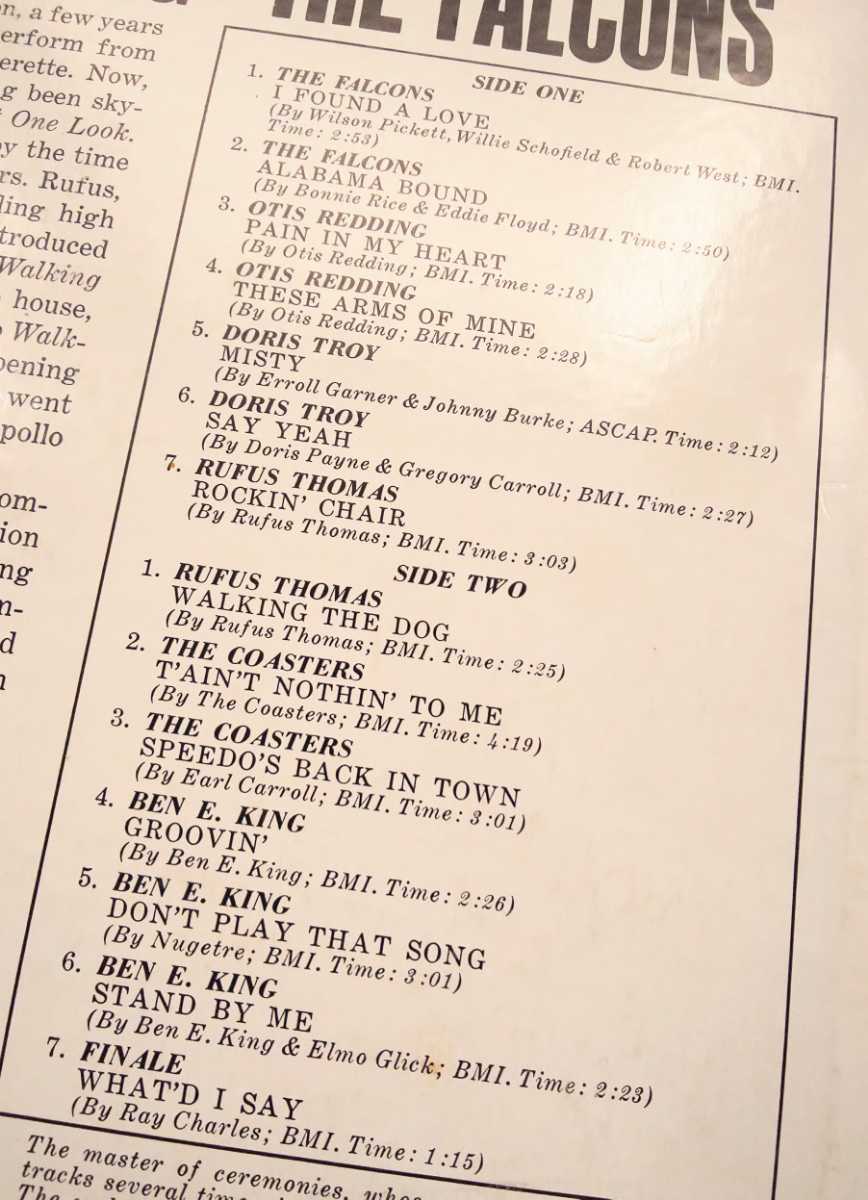 THE FALCONS
n, a few years
erform from
erette. Now,
g been sky-
One Look.
by the time
rs. Rufus,
ling high
troduced
Walking
house,
Walk-
pening
went
pollo
om-
ion
ng
m-
d
SIDE ONE
1. THE FALCONS
I FOUND A LOVE
(By Wilson Pickett, Willie Schofield & Robert West; BMI.
Time: 2:53)
2. THE FALCONS
ALABAMA BOUND
(By Bonnie Rice & Eddie Floyd; BMI. Time: 2:50)
3. OTIS REDDING
PAIN IN MY HEART
(By Otis Redding; BMI. Time: 2:18)
4. OTIS REDDING
THESE ARMS OF MINE
(By Otis Redding; BMI. Time: 2:28)
5. DORIS TROY
MISTY
(By Erroll Garner & Johnny Burke; ASCAP. Time: 2:12)
6. DORIS TROY
SAY YEAH
(By Doris Payne & Gregory Carroll; BMI. Time: 2:27)
7. RUFUS THOMAS
ROCKIN' CHAIR
(By Rufus Thomas; BMI. Time: 3:03)
SIDE TWO
1. RUFUS THOMAS
WALKING THE DOG
(By Rufus Thomas; BMI. Time: 2:25)
2. THE COASTERS
T'AIN'T NOTHIN' TO ME
(By The Coasters; BMI. Time: 4:19)
3. THE COASTERS
SPEEDO'S BACK IN TOWN
(By Earl Carroll; BMI. Time: 3:01)
4. BEN E. KING
GROOVIN'
(By Ben E. King; BMI. Time: 2:26)
5. BEN E. KING
DON'T PLAY THAT SONG
(By Nugetre; BMI. Time: 3:01)
6. BEN E. KING
STAND BY ME
(By Ben E. King & Elmo Glick; BMI. Time: 2:23)
7. FINALE
WHAT'D I SAY
(By Ray Charles; BMI. Time: 1:15)
The master of ceremonies, whos
tracks several time
The